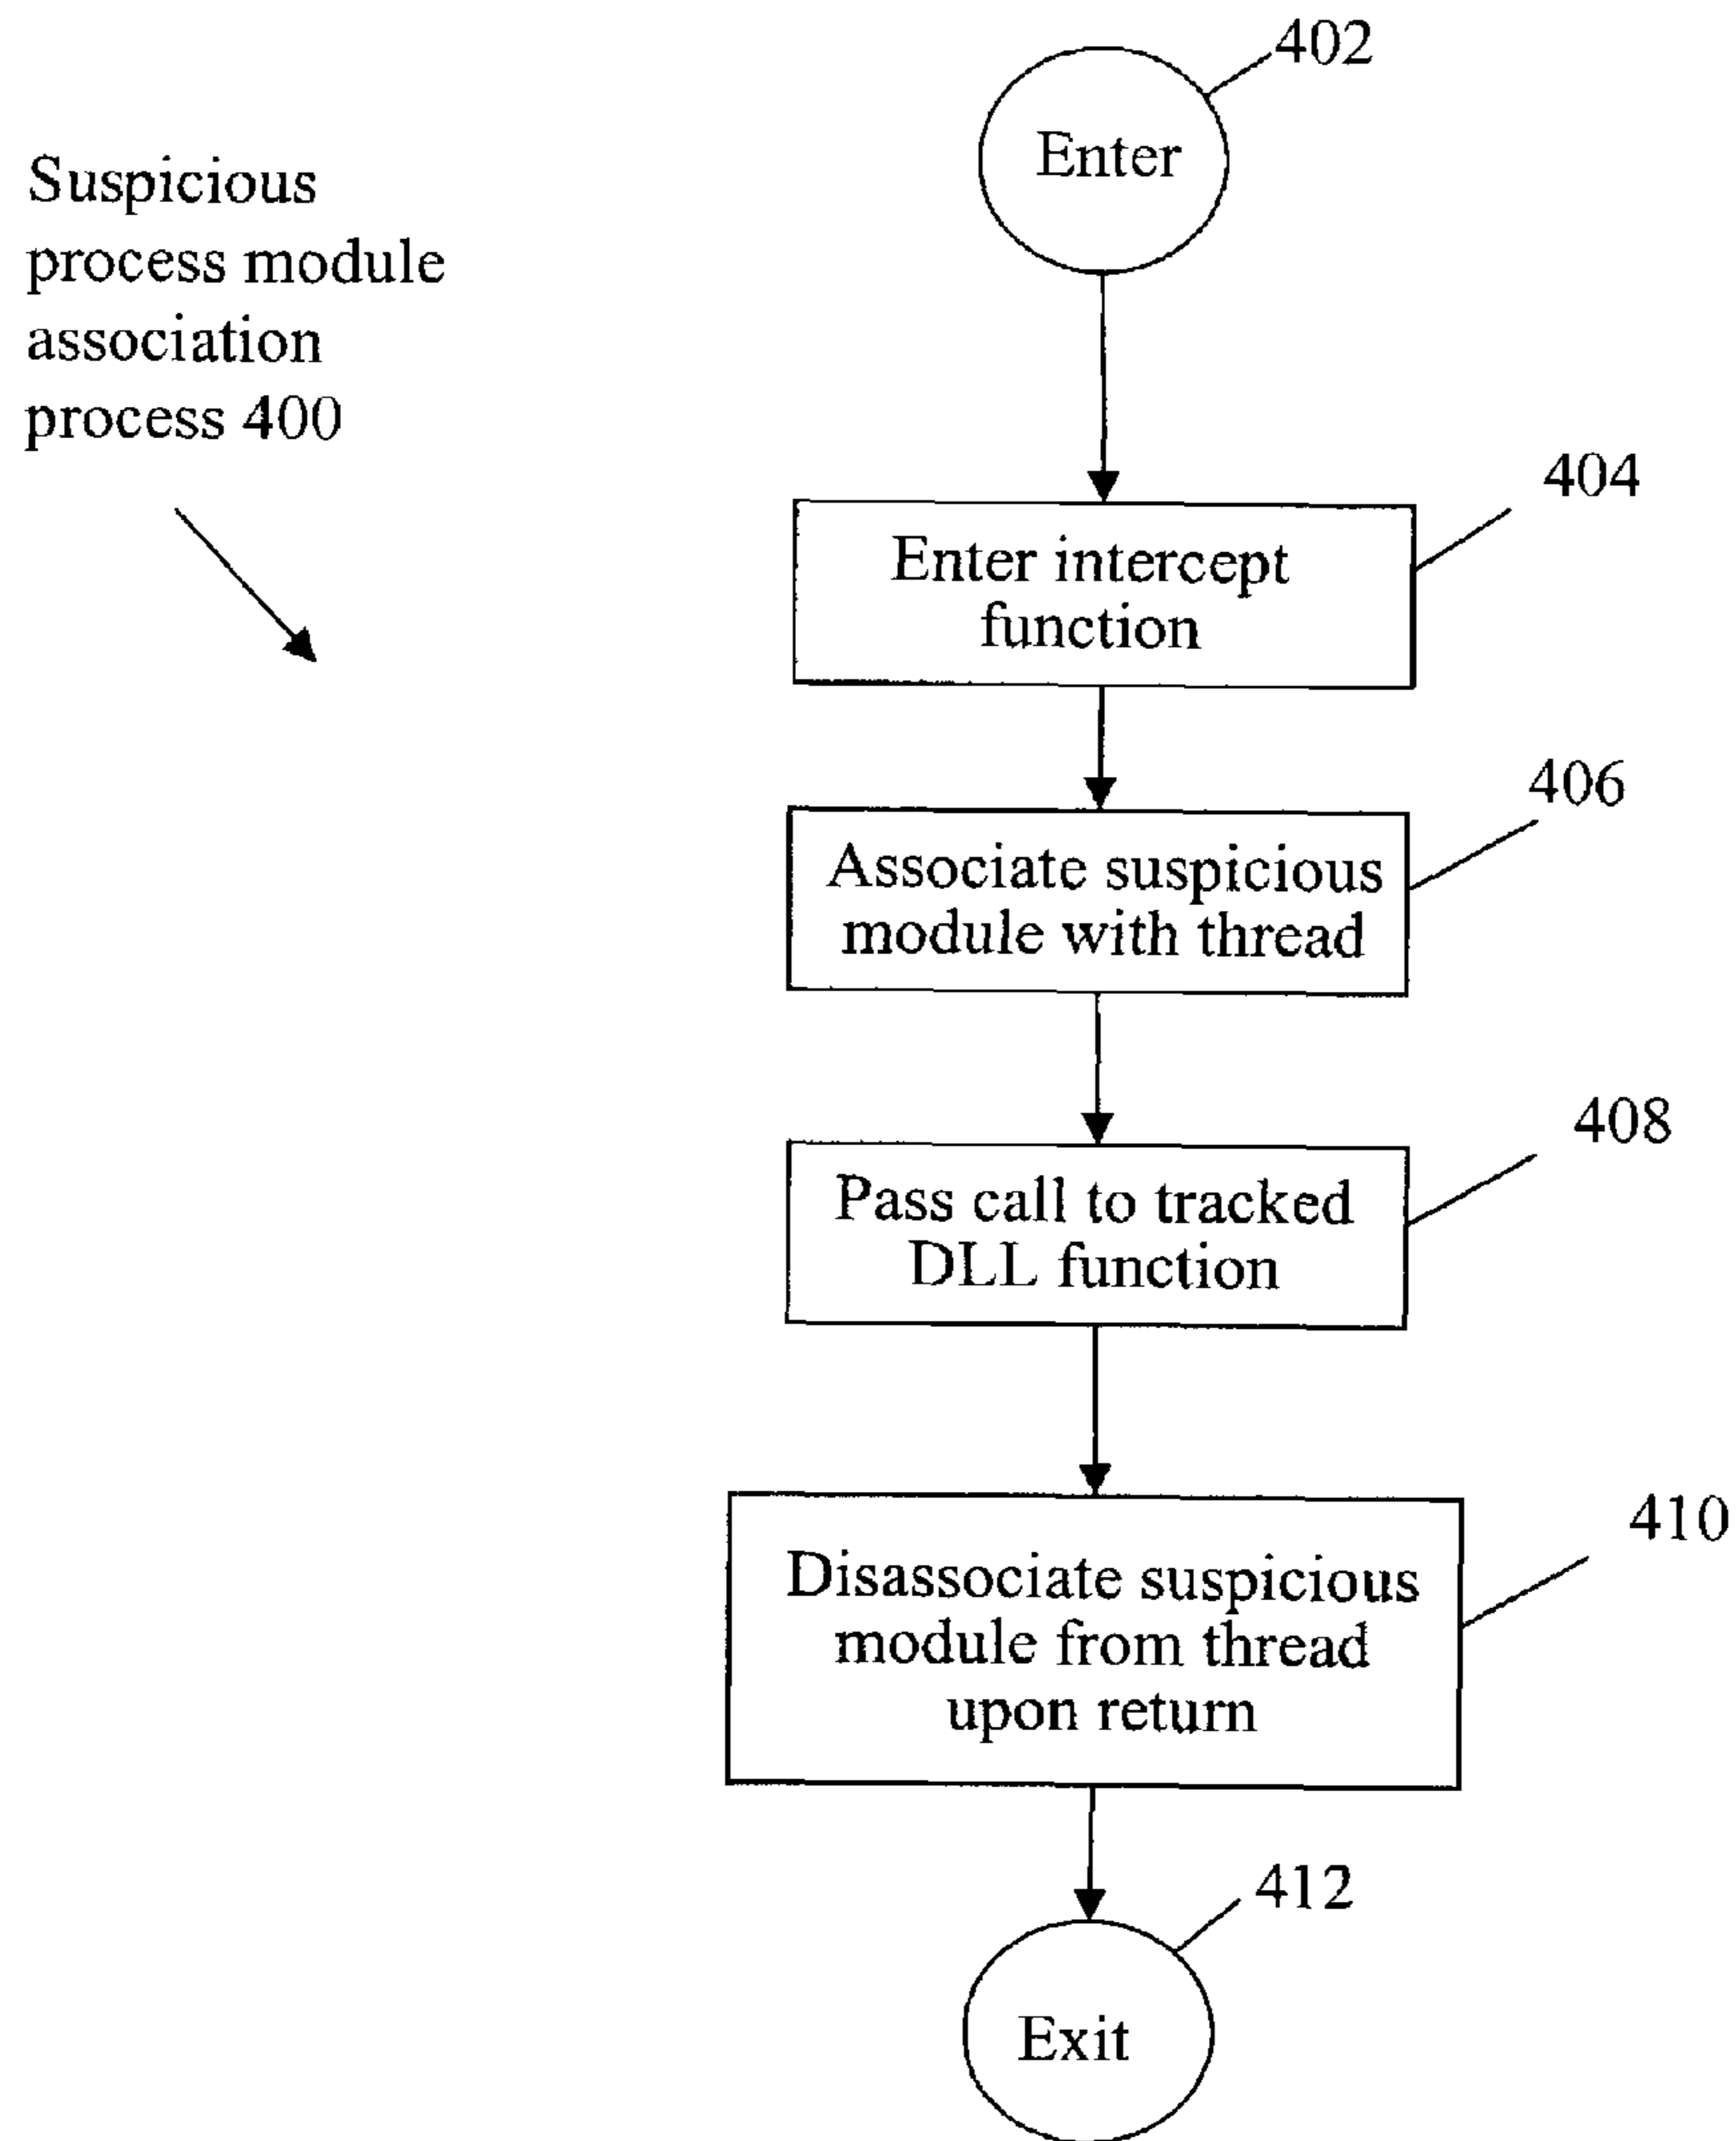 402
Enter
Suspicious
process module
association
process 400
404
Enter intercept
function
406
Associate suspicious
module with thread
408
Pass call to tracked
DLL function
410
Disassociate suspicious
module from thread
upon return
412
Exit